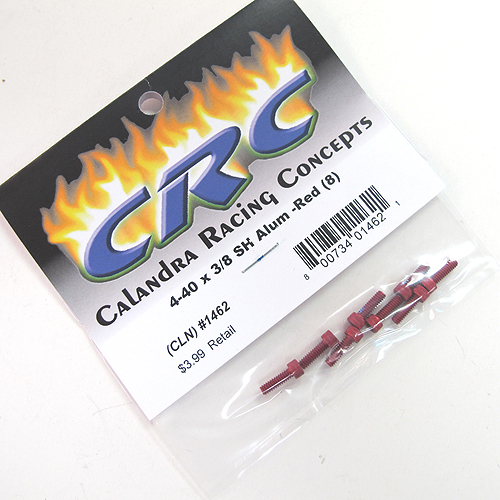 CRC
CALANDRA RACING CONCEPTS
4-40 x 3/8 SH Alum -Red (8)
(CLN) #1462
$3.99 Retail
8 00734 01462 1